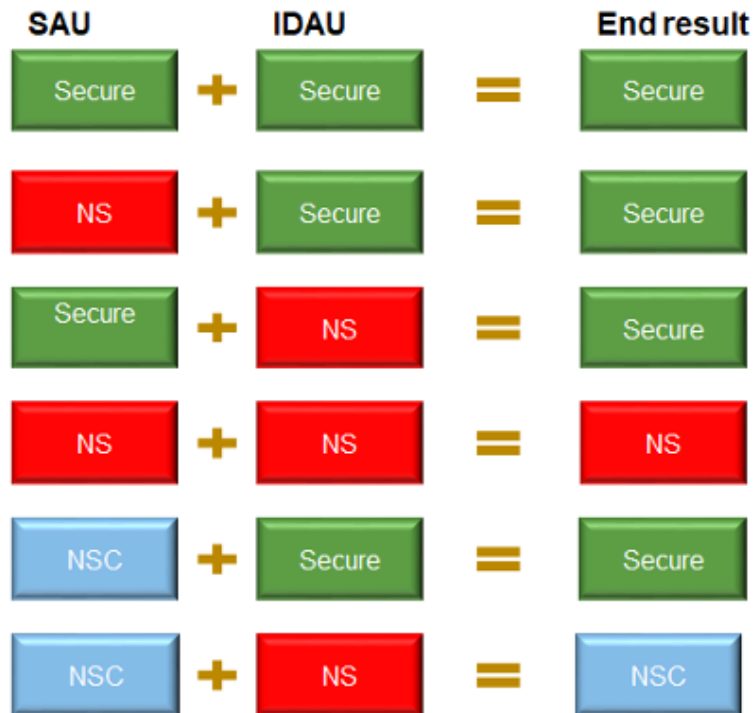 SAU IDAU End result
Secure + Secure = Secure
NS + Secure = Secure
Secure + NS = Secure
NS + NS = NS
NSC + Secure = Secure
NSC + NS = NSC